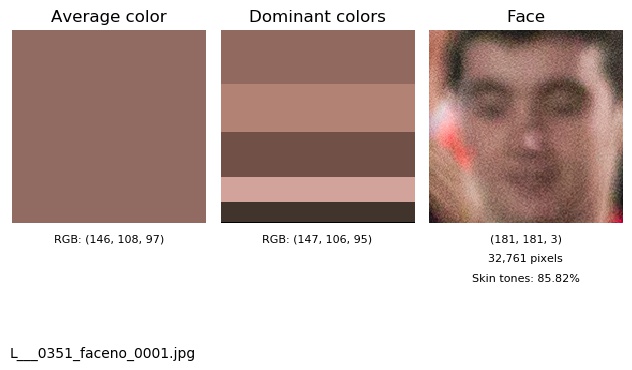 Average color
Dominant colors
Face
RGB: (146, 108, 97)
RGB: (147, 106, 95)
(181, 181, 3)
32,761 pixels
Skin tones: 85.82%
L___0351_faceno_0001.jpg